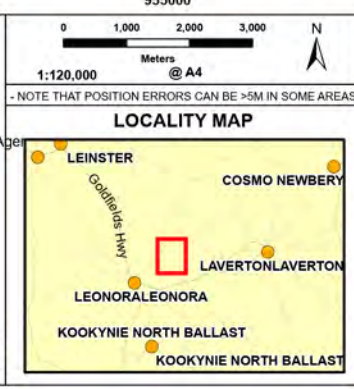 955000
0 1,000 2,000 3,000
N
Meters
1:120,000 @ A4
- NOTE THAT POSITION ERRORS CAN BE >5M IN SOME AREAS
LOCALITY MAP
LEINSTER
Goldfields Hwy
COSMO NEWBERY
LAVERTONLAVERTON
LEONORALEONORA
KOOKYNIE NORTH BALLAST
KOOKYNIE NORTH BALLAST